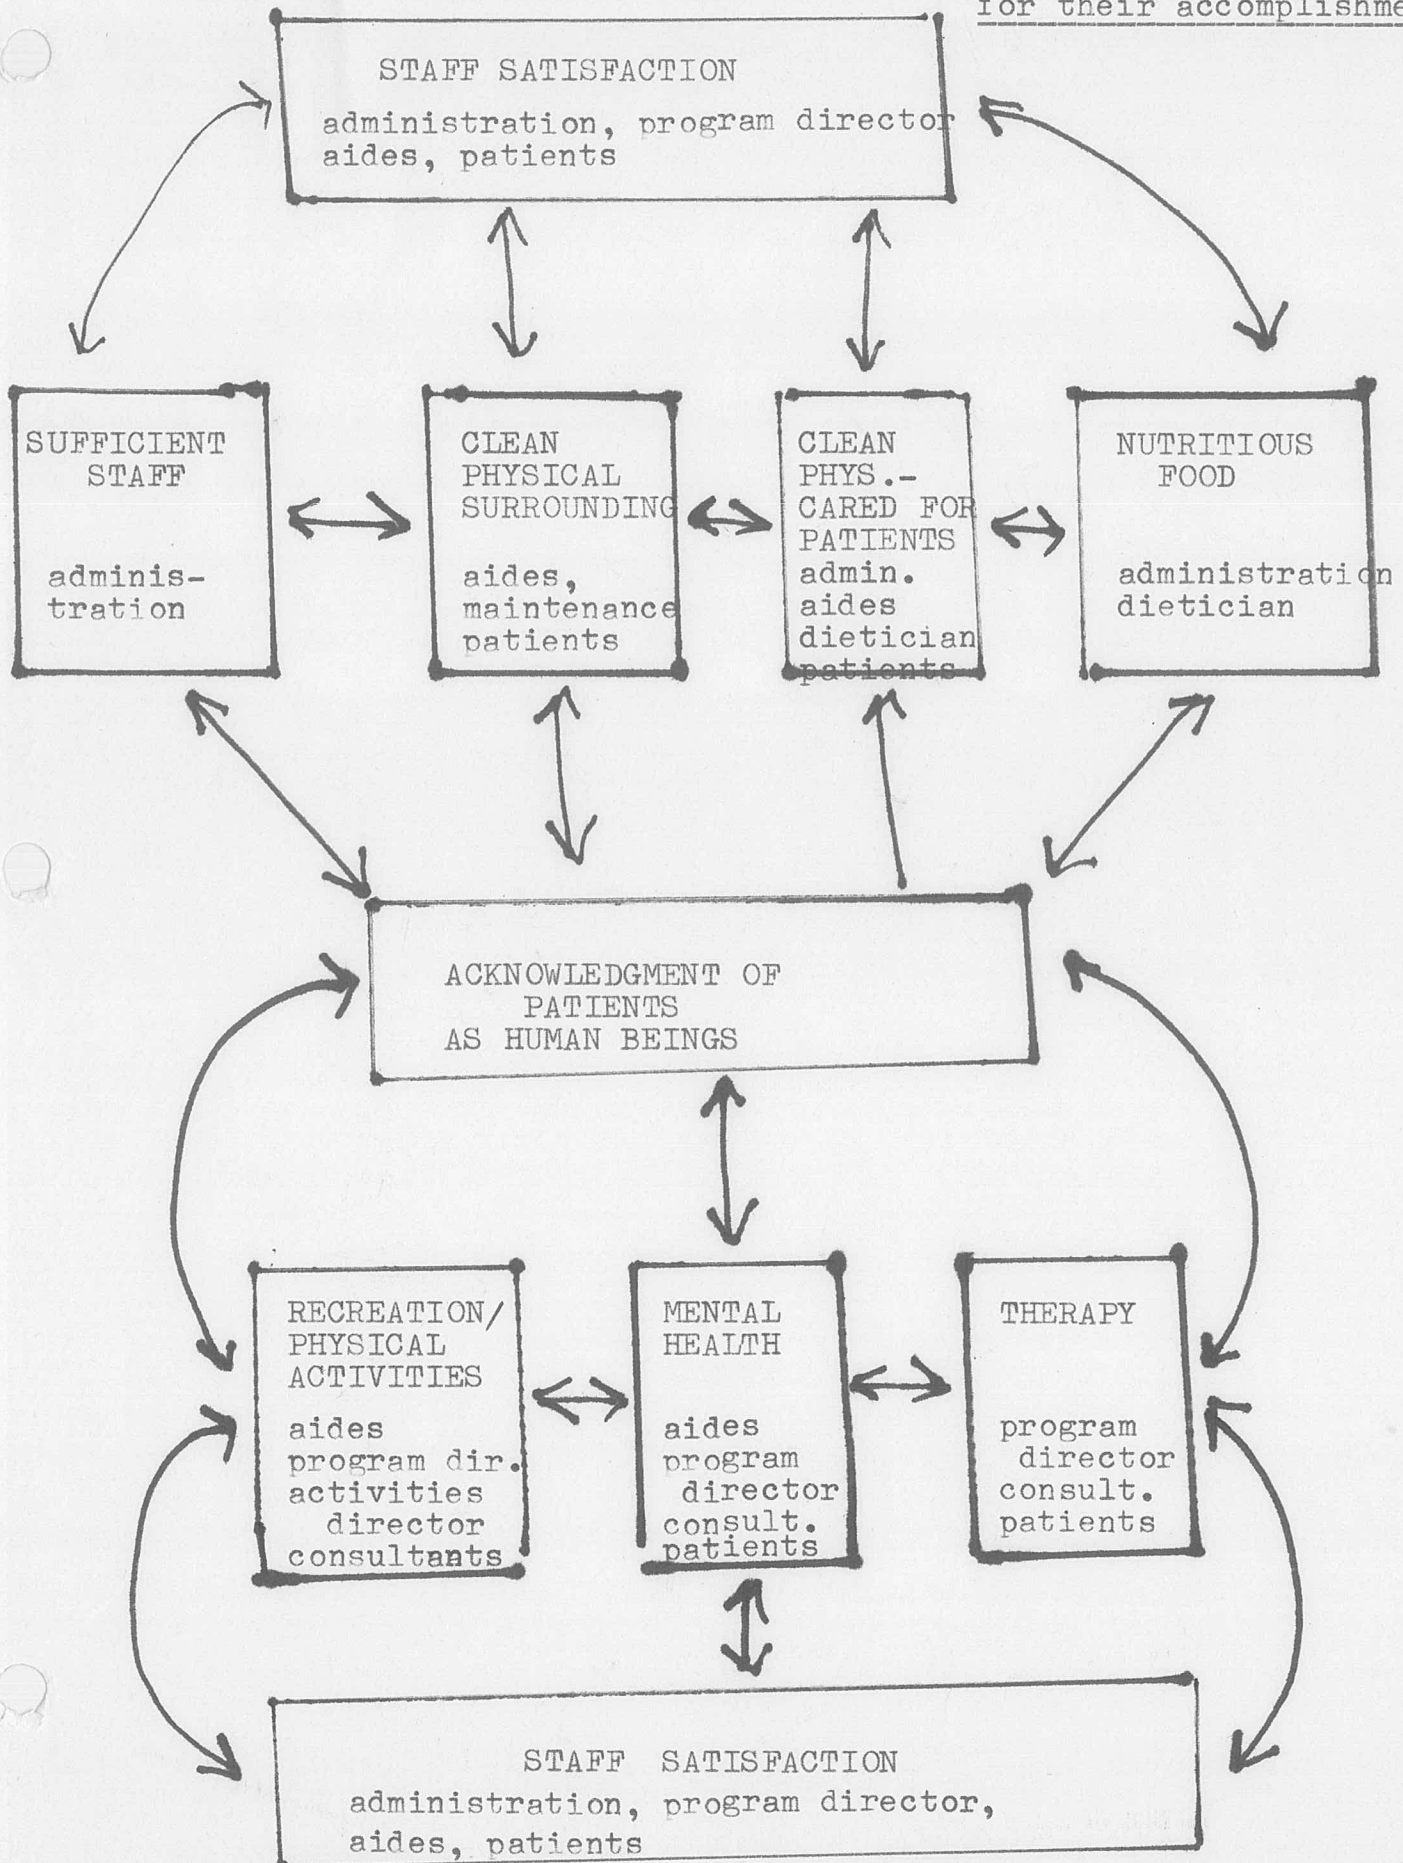 for their accomplishme
STAFF SATISFACTION
administration, program director
aides, patients
SUFFICIENT
STAFF
adminis-
tration
CLEAN
PHYSICAL
SURROUNDING
aides,
maintenance
patients
CLEAN
PHYS.-
CARED FOR
PATIENTS
admin.
aides
dietician
patients
NUTRITIOUS
FOOD
administration
dietician
ACKNOWLEDGMENT OF
PATIENTS
AS HUMAN BEINGS
RECREATION/
PHYSICAL
ACTIVITIES
aides
program dir.
activities
director
consultants
MENTAL
HEALTH
aides
program
director
consult.
patients
THERAPY
program
director
consult.
patients
STAFF SATISFACTION
administration, program director,
aides, patients